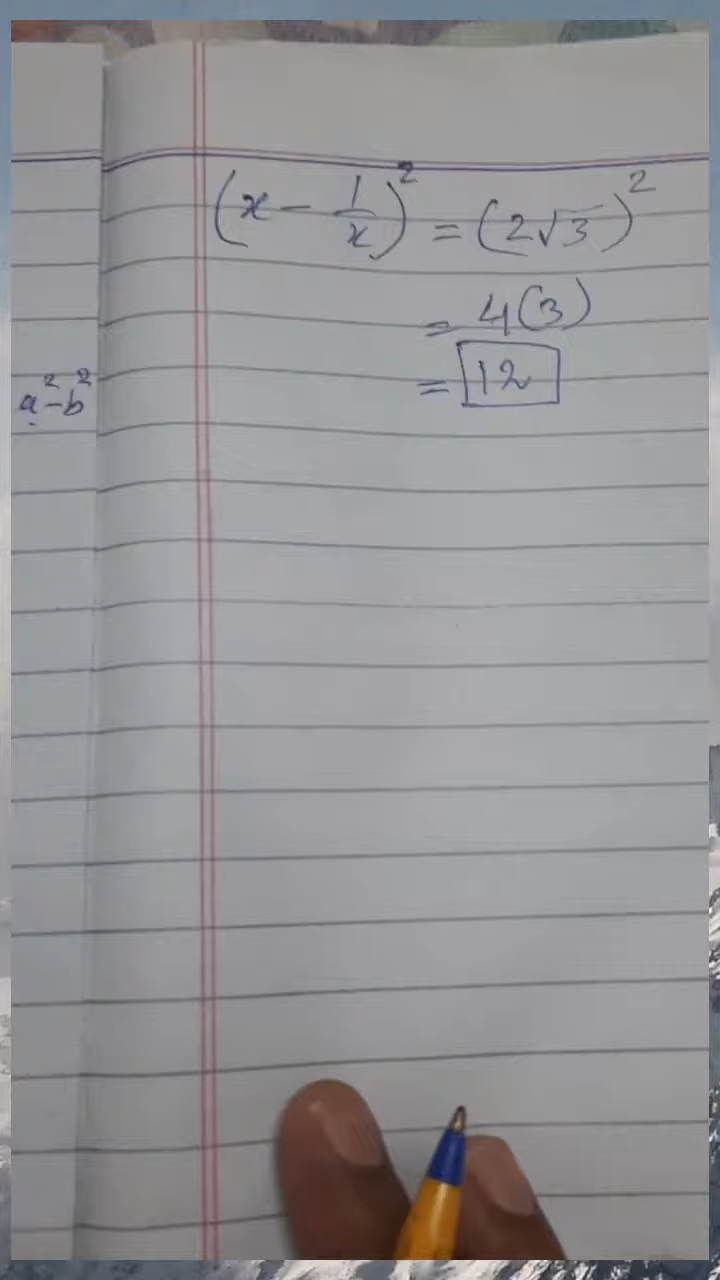 (x - 1/x)² = (2√3)²
= 4(3)
= 12
a²-b²